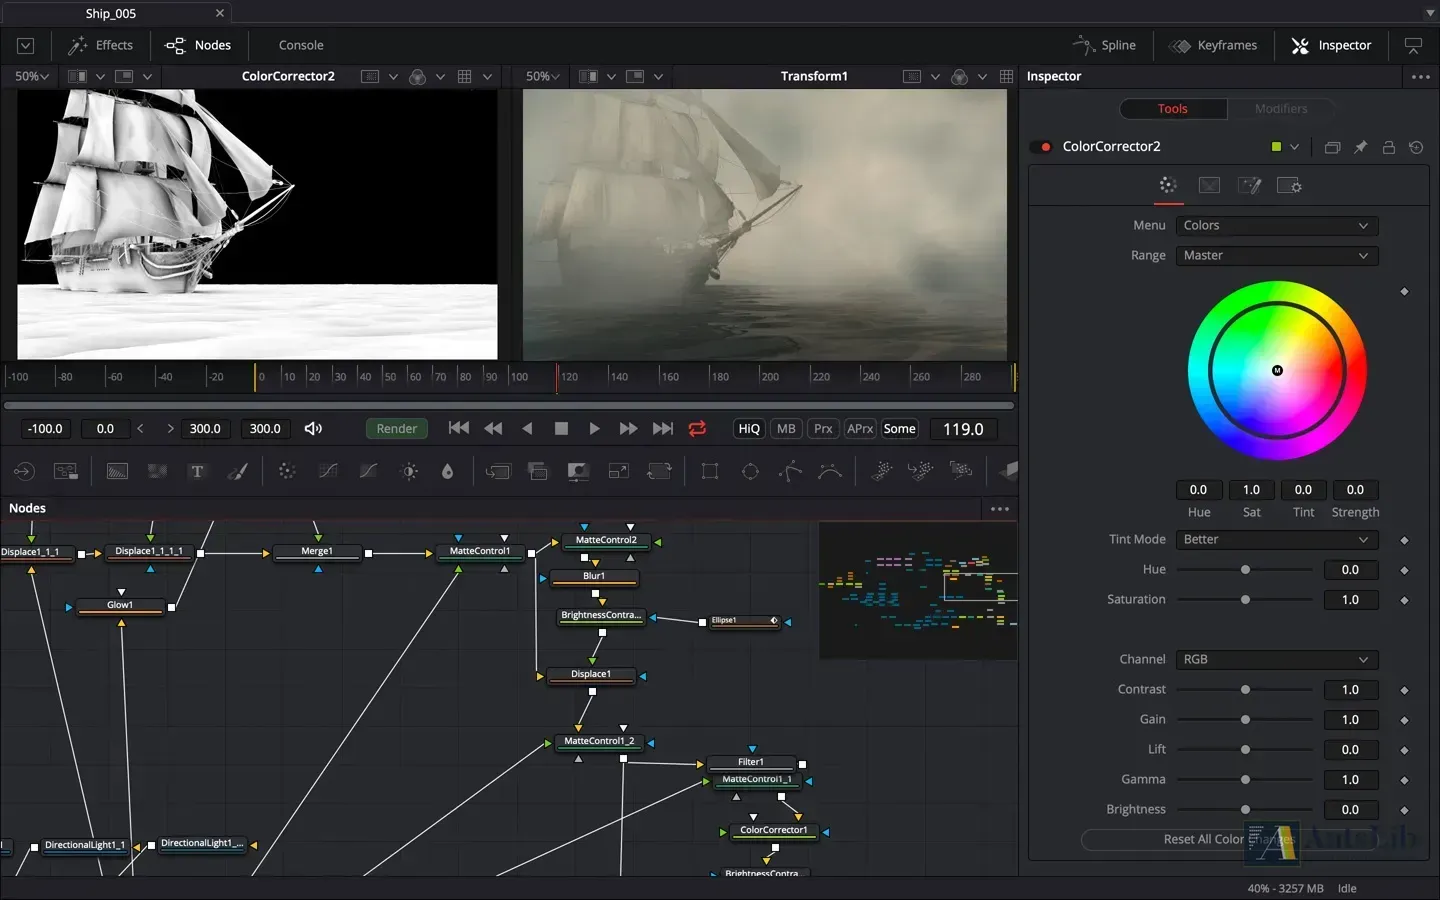 Ship_005
Effects Nodes Console Spline Keyframes Inspector
50% ColorCorrector2 50% Transform1 Inspector
Tools Modifiers
ColorCorrector2
Menu Colors
Range Master
-100 -80 -60 -40 -20 0 10 20 30 40 50 60 70 80 90 100 120 140 160 180 200 220 240 260 280
-100.0 0.0 < > 300.0 300.0 Render HiQ MB Prx APrx Some 119.0
T
M
0.0 1.0 0.0 0.0
Hue Sat Tint Strength
Nodes
Tint Mode Better
Hue 0.0
Saturation 1.0
Channel RGB
Contrast 1.0
Gain 1.0
Lift 0.0
Gamma 1.0
Brightness 0.0
Reset All Color Changes
Displace1_1_1 Displace1_1_1_1 Merge1 MatteControl1 MatteControl2
Blur1
Glow1
BrightnessContra... Ellipse1
Displace1
MatteControl1_2
Filter1
MatteControl1_1
ColorCorrector1
DirectionalLight1_1 DirectionalLight1_...
BrightnessContra...
40% - 3257 MB Idle